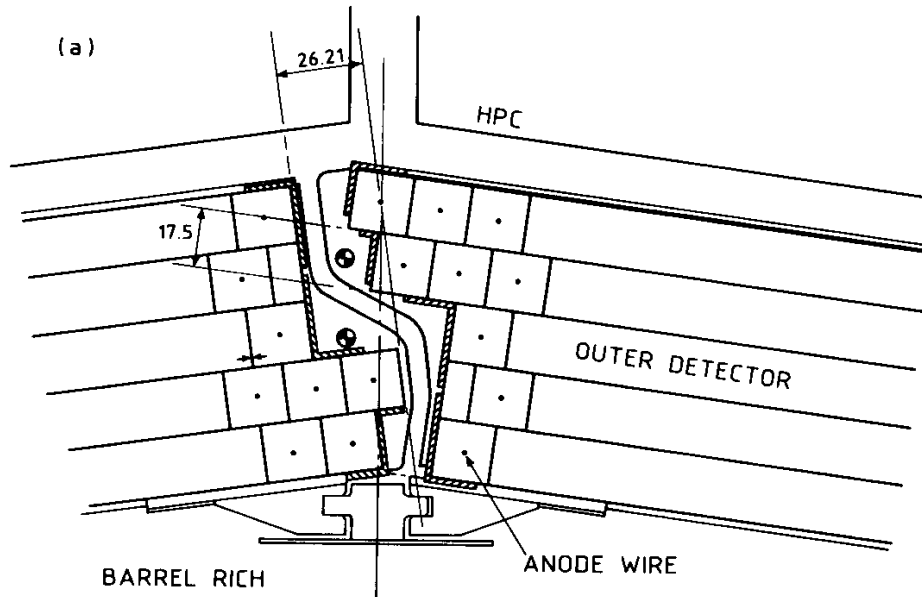 (a)
26.21
HPC
17.5
OUTER DETECTOR
ANODE WIRE
BARREL RICH